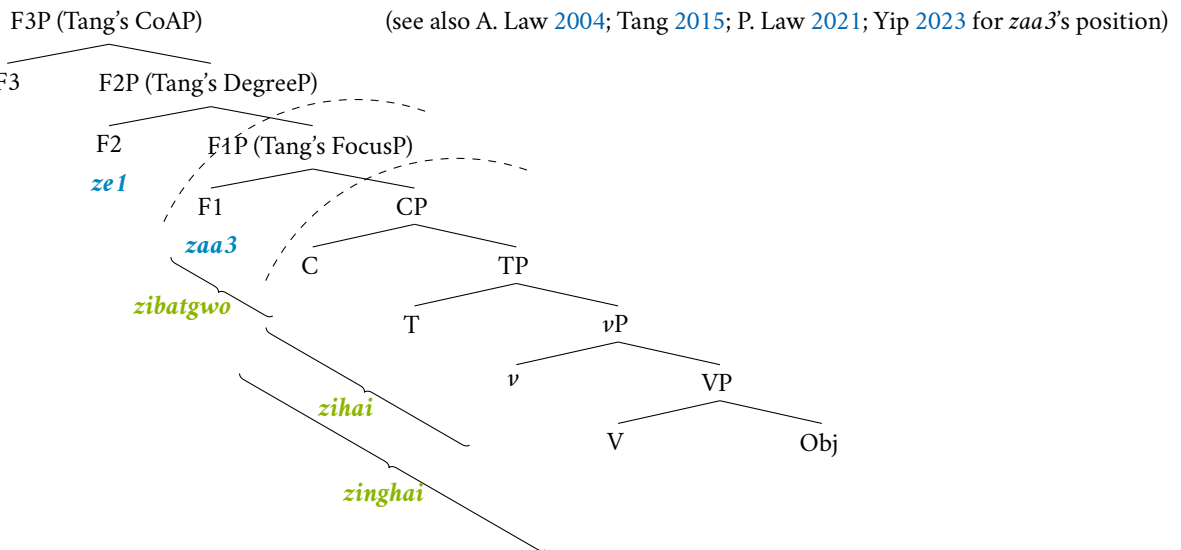 F3P (Tang's CoAP) (see also A. Law 2004; Tang 2015; P. Law 2021; Yip 2023 for zaa3's position)
F3 F2P (Tang's DegreeP)
F2 F1P (Tang's FocusP)
ze1
F1 CP
zaa3
C TP
zibatgwo
T vP
v VP
zihai
V Obj
zinghai